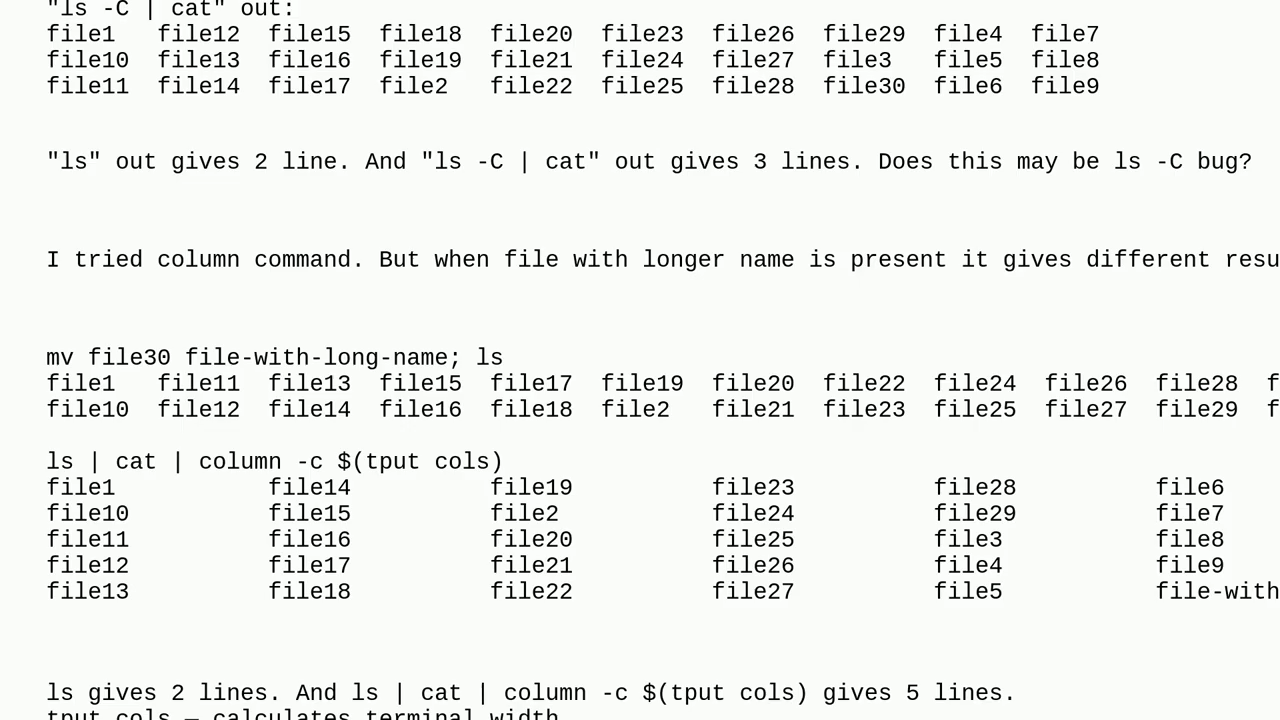 "ls -C | cat" out:
file1   file12  file15  file18  file20  file23  file26  file29  file4  file7
file10  file13  file16  file19  file21  file24  file27  file3   file5  file8
file11  file14  file17  file2   file22  file25  file28  file30  file6  file9
"ls" out gives 2 line. And "ls -C | cat" out gives 3 lines. Does this may be ls -C bug?
I tried column command. But when file with longer name is present it gives different resu
mv file30 file-with-long-name; ls
file1   file11  file13  file15  file17  file19  file20  file22  file24  file26  file28  f
file10  file12  file14  file16  file18  file2   file21  file23  file25  file27  file29  f
ls | cat | column -c $(tput cols)
file1           file14          file19          file23          file28          file6
file10          file15          file2           file24          file29          file7
file11          file16          file20          file25          file3           file8
file12          file17          file21          file26          file4           file9
file13          file18          file22          file27          file5           file-with
ls gives 2 lines. And ls | cat | column -c $(tput cols) gives 5 lines.
tput cols — calculates terminal width